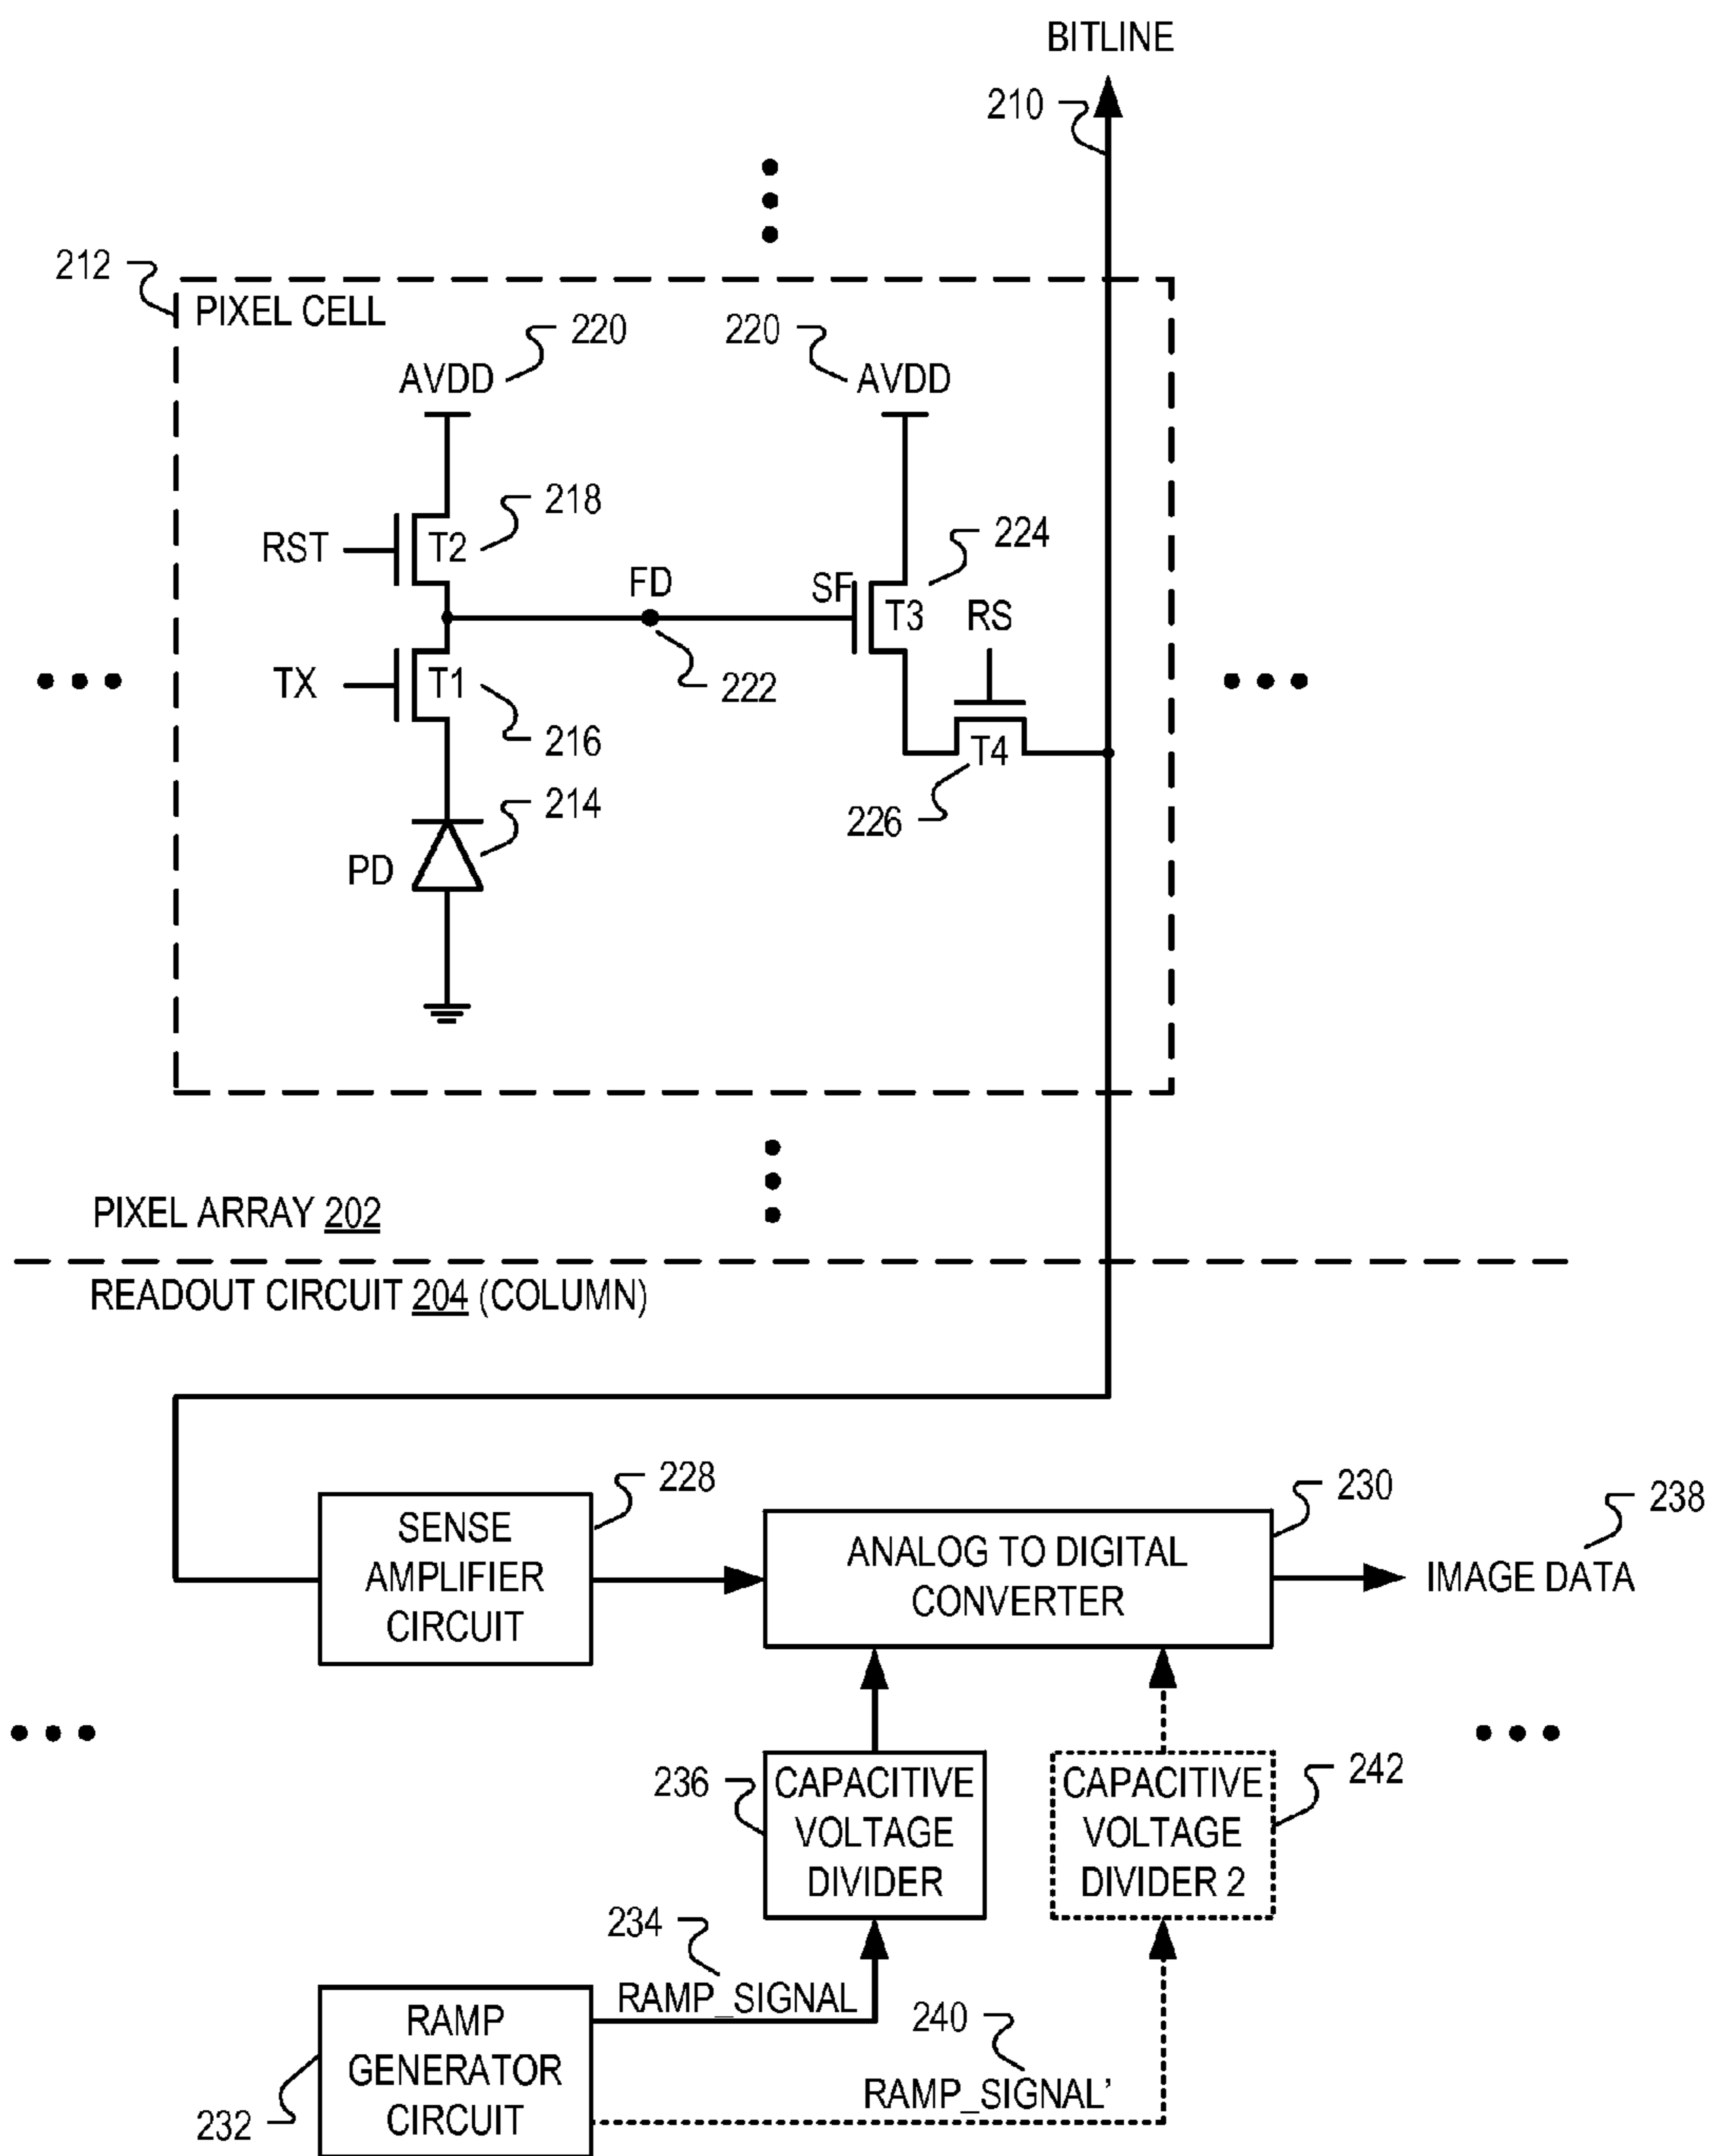 BITLINE
210
212
PIXEL CELL
220
220
AVDD
AVDD
218
RST
T2
224
FD
SF
T3
RS
TX
T1
222
216
T4
214
226
PD
PIXEL ARRAY 202
READOUT CIRCUIT 204 (COLUMN)
228
230
238
SENSE
AMPLIFIER
CIRCUIT
ANALOG TO DIGITAL
CONVERTER
IMAGE DATA
236
CAPACITIVE
VOLTAGE
DIVIDER
CAPACITIVE
VOLTAGE
DIVIDER 2
242
234
RAMP_SIGNAL
240
RAMP_SIGNAL'
RAMP
GENERATOR
CIRCUIT
232